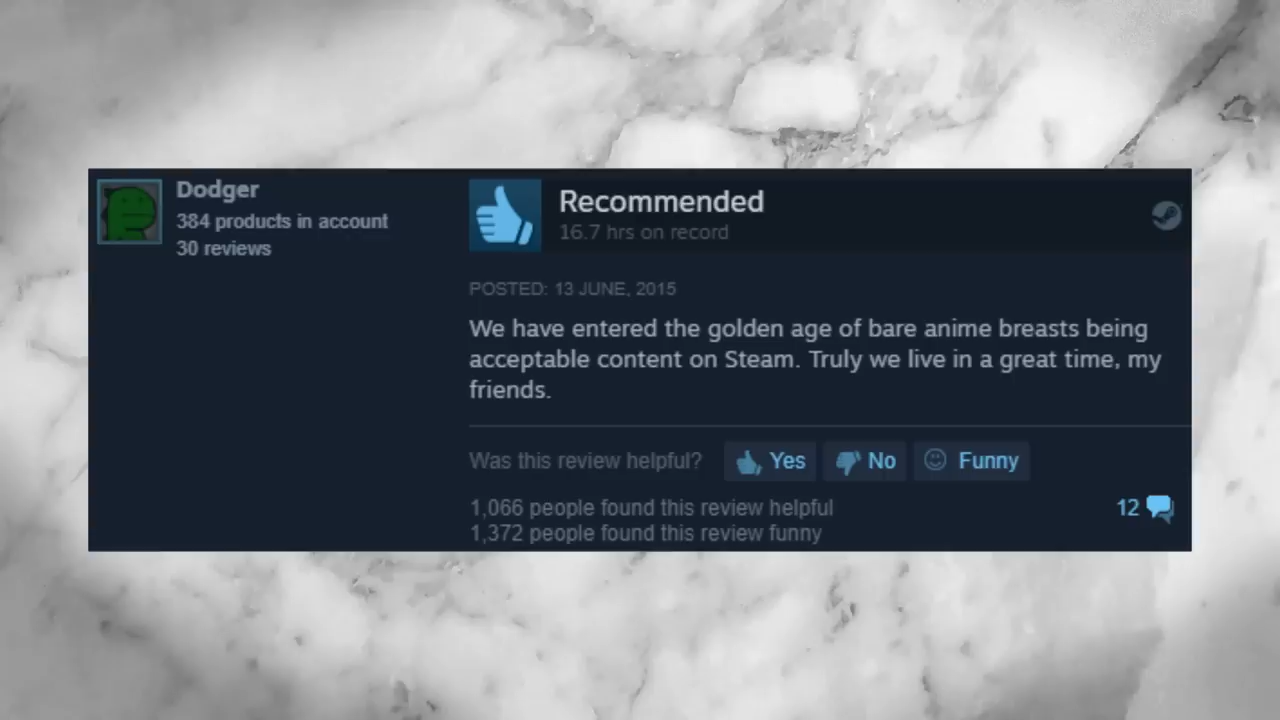 Dodger
384 products in account
30 reviews
Recommended
16.7 hrs on record
POSTED: 13 JUNE, 2015
We have entered the golden age of bare anime breasts being
acceptable content on Steam. Truly we live in a great time, my
friends.
Was this review helpful? Yes No Funny
1,066 people found this review helpful
12
1,372 people found this review funny